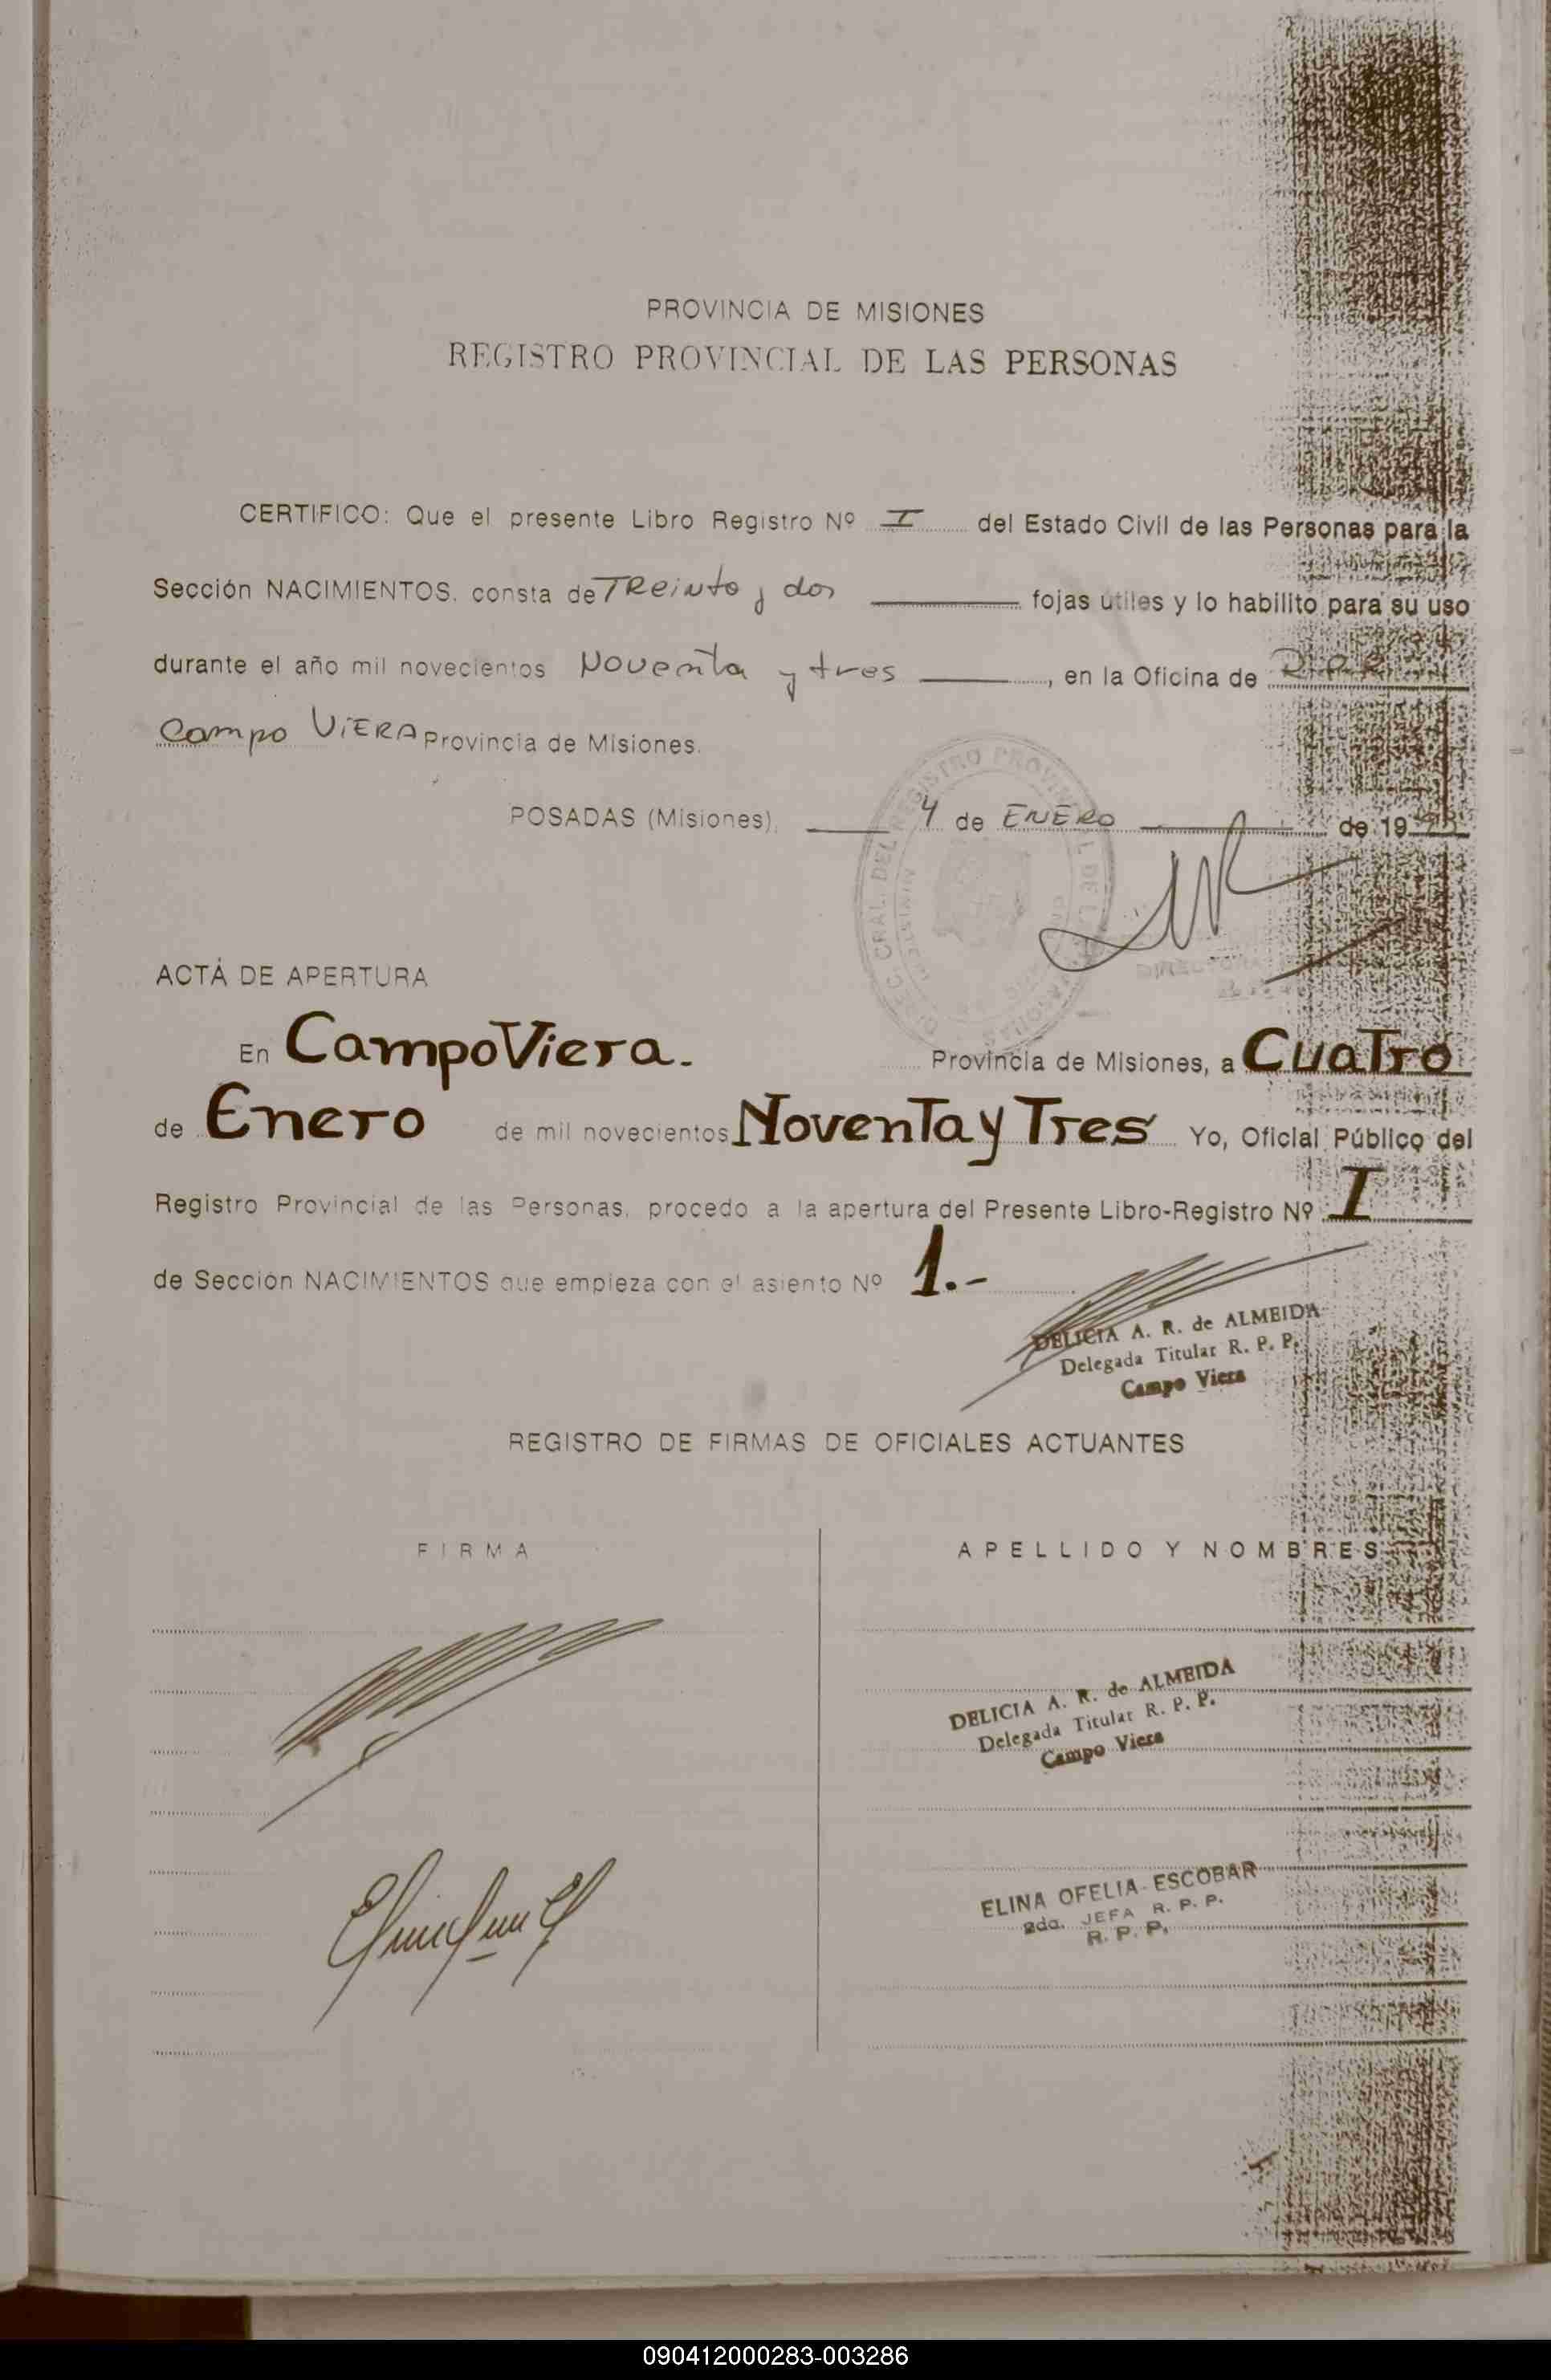 PROVINCIA DE MISIONES
REGISTRO PROVINCIAL DE LAS PERSONAS
CERTIFICO: Que el presente Libro Registro Nº I del Estado Civil de las Personas para la
Sección NACIMIENTOS, consta de TReinta y dos fojas utiles y lo habilito para su uso
durante el año mil novecientos Noventa y tres, en la Oficina de
Campo ViERA Provincia de Misiones.
POSADAS (Misiones), 4 de ENERO de 1993
ACTA DE APERTURA
En Campo Viera. Provincia de Misiones, a Cuatro
de Enero de mil novecientos Noventa y Tres Yo, Oficial Público del
Registro Provincial de las Personas, procedo a la apertura del Presente Libro-Registro Nº I
de Sección NACIMIENTOS que empieza con el asiento Nº 1.-
DELICIA A. R. de ALMEIDA
Delegada Titular R. P. P.
Campo Viera
REGISTRO DE FIRMAS DE OFICIALES ACTUANTES
FIRMA APELLIDO Y NOMBRES
DELICIA A. R. de ALMEIDA
Delegada Titular R. P. P.
Campo Viera
ELINA OFELIA ESCOBAR
2da. JEFA R. P. P.
R. P. P.
090412000283-003286